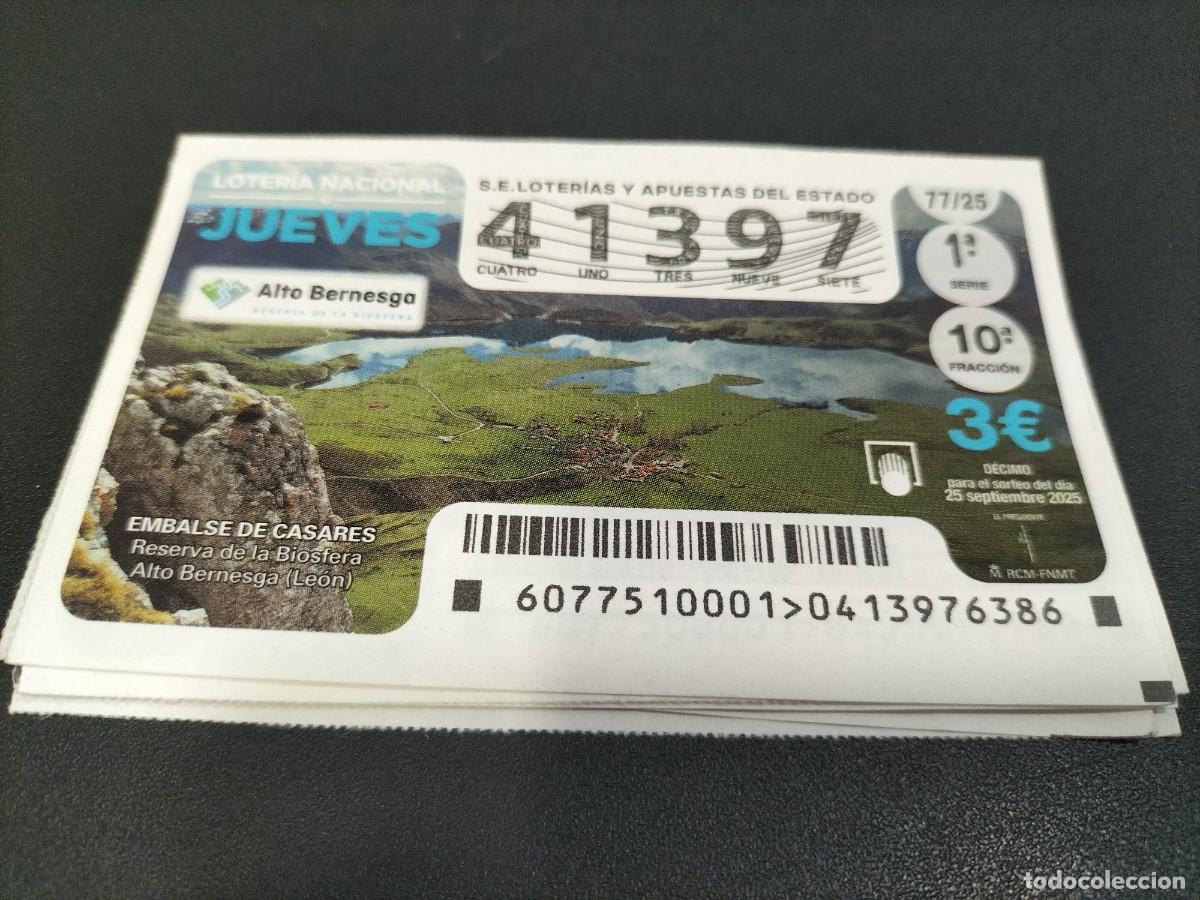 LOTERÍA NACIONAL
JUEVES
Alto Bernesga
RESERVA DE LA BIOSFERA
S.E.LOTERÍAS Y APUESTAS DEL ESTADO
41397
CUATRO
SIETE
CUATRO UNO TRES NUEVE SIETE
77/25
1ª
SERIE
10ª
FRACCIÓN
3€
DÉCIMO
para el sorteo del día
25 septiembre 2025
EL PRESIDENTE
RCM-FNMT
EMBALSE DE CASARES
Reserva de la Biosfera
Alto Bernesga (León)
6077510001>0413976386
todocoleccion